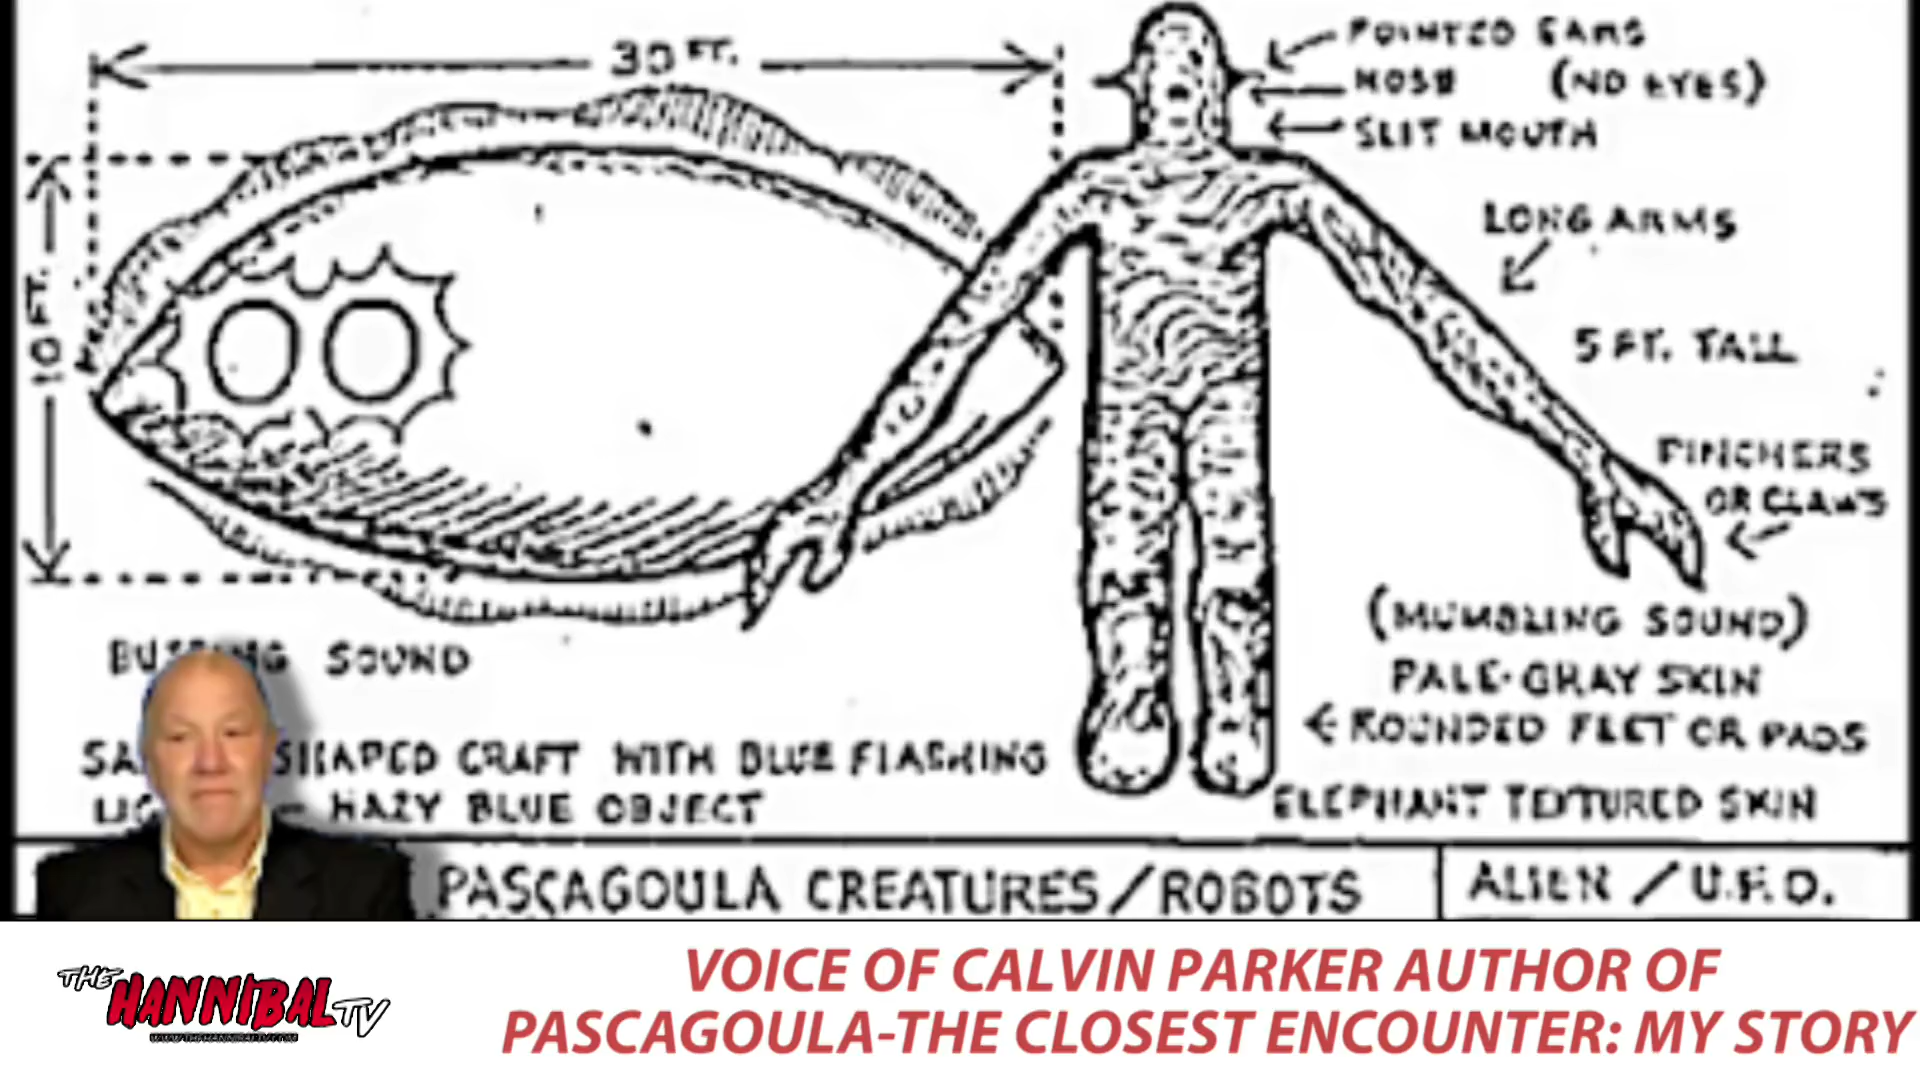 30 FT.
10 FT.
POINTED EARS
NOSE (NO EYES)
SLIT MOUTH
LONG ARMS
5 FT. TALL
PINCHERS
OR CLAWS
(MUMBLING SOUND)
PALE-GRAY SKIN
ROUNDED FEET OR PADS
ELEPHANT TEXTURED SKIN
SOUND
SHAPED CRAFT WITH BLUE FLASHING
- HAZY BLUE OBJECT
PASCAGOULA CREATURES/ROBOTS
ALIEN / U.F.O.
THE
HANNIBAL TV
VOICE OF CALVIN PARKER AUTHOR OF
PASCAGOULA-THE CLOSEST ENCOUNTER: MY STORY